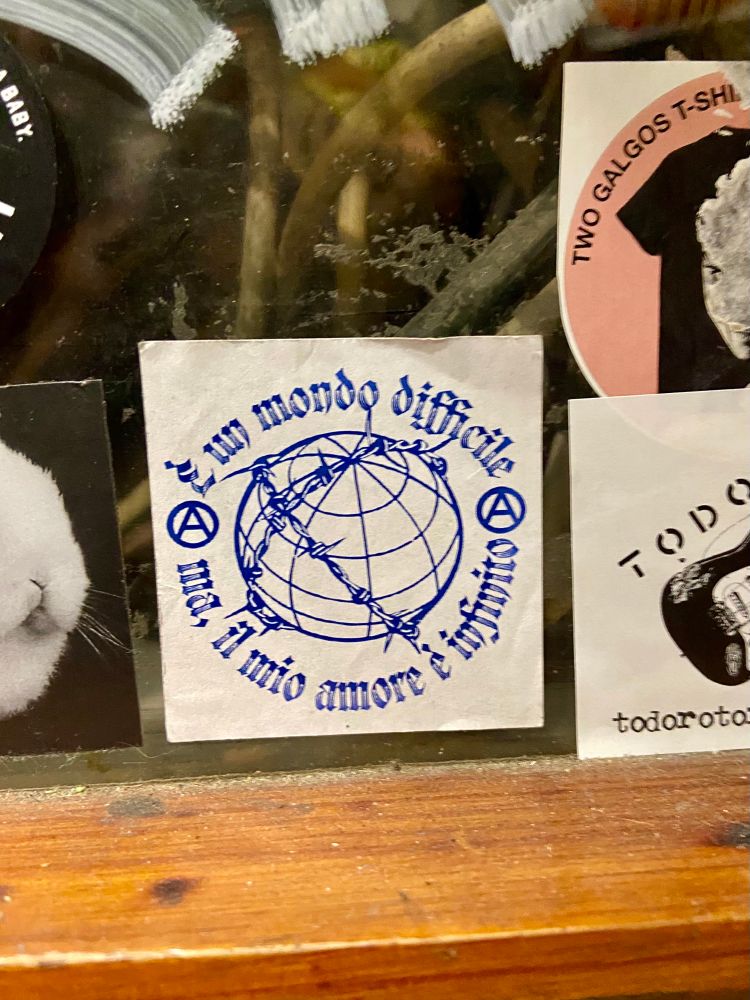 A BABY.
TWO GALGOS T-SHI
È un mondo difficile
A
A
ma, il mio amore è infinito
TODO
todoroto